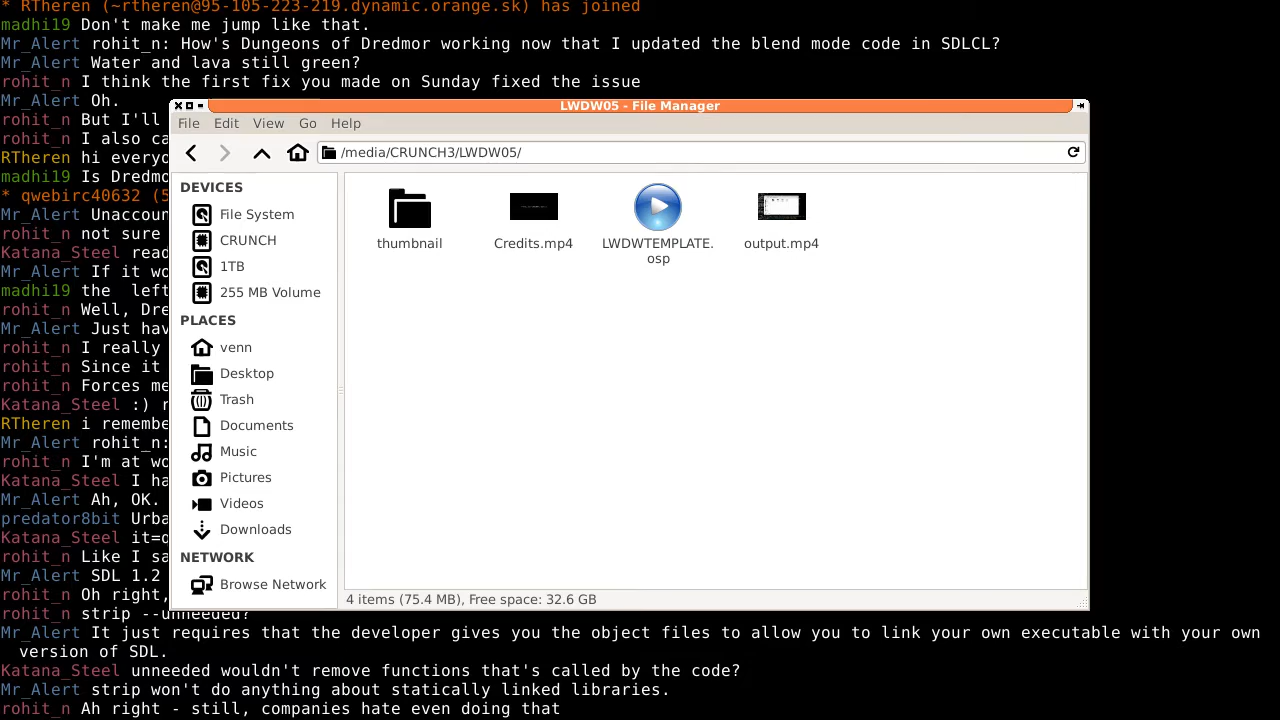 * RTheren (~rtheren@95-105-223-219.dynamic.orange.sk) has joined
madhi19 Don't make me jump like that.
Mr_Alert rohit_n: How's Dungeons of Dredmor working now that I updated the blend mode code in SDLCL?
Mr_Alert Water and lava still green?
rohit_n I think the first fix you made on Sunday fixed the issue
Mr_Alert Oh.
rohit_n But I'll
rohit_n I also ca
RTheren hi everyo
madhi19 Is Dredmo
* qwebirc40632 (5
Mr_Alert Unaccoun
rohit_n not sure
Katana_Steel read
Mr_Alert If it wo
madhi19 the  left
rohit_n Well, Dre
Mr_Alert Just hav
rohit_n I really
rohit_n Since it
rohit_n Forces me
Katana_Steel :) r
RTheren i remembe
Mr_Alert rohit_n:
rohit_n I'm at wo
Katana_Steel I ha
Mr_Alert Ah, OK.
predator8bit Urba
Katana_Steel it=
rohit_n Like I sa
Mr_Alert SDL 1.2
rohit_n Oh right,
rohit_n strip --unneeded?
Mr_Alert It just requires that the developer gives you the object files to allow you to link your own executable with your own
version of SDL.
Katana_Steel unneeded wouldn't remove functions that's called by the code?
Mr_Alert strip won't do anything about statically linked libraries.
rohit_n Ah right - still, companies hate even doing that
LWDW05 - File Manager
File Edit View Go Help
/media/CRUNCH3/LWDW05/
DEVICES
File System
CRUNCH
1TB
255 MB Volume
PLACES
venn
Desktop
Trash
Documents
Music
Pictures
Videos
Downloads
NETWORK
Browse Network
thumbnail
Credits.mp4
LWDWTEMPLATE.
osp
output.mp4
4 items (75.4 MB), Free space: 32.6 GB